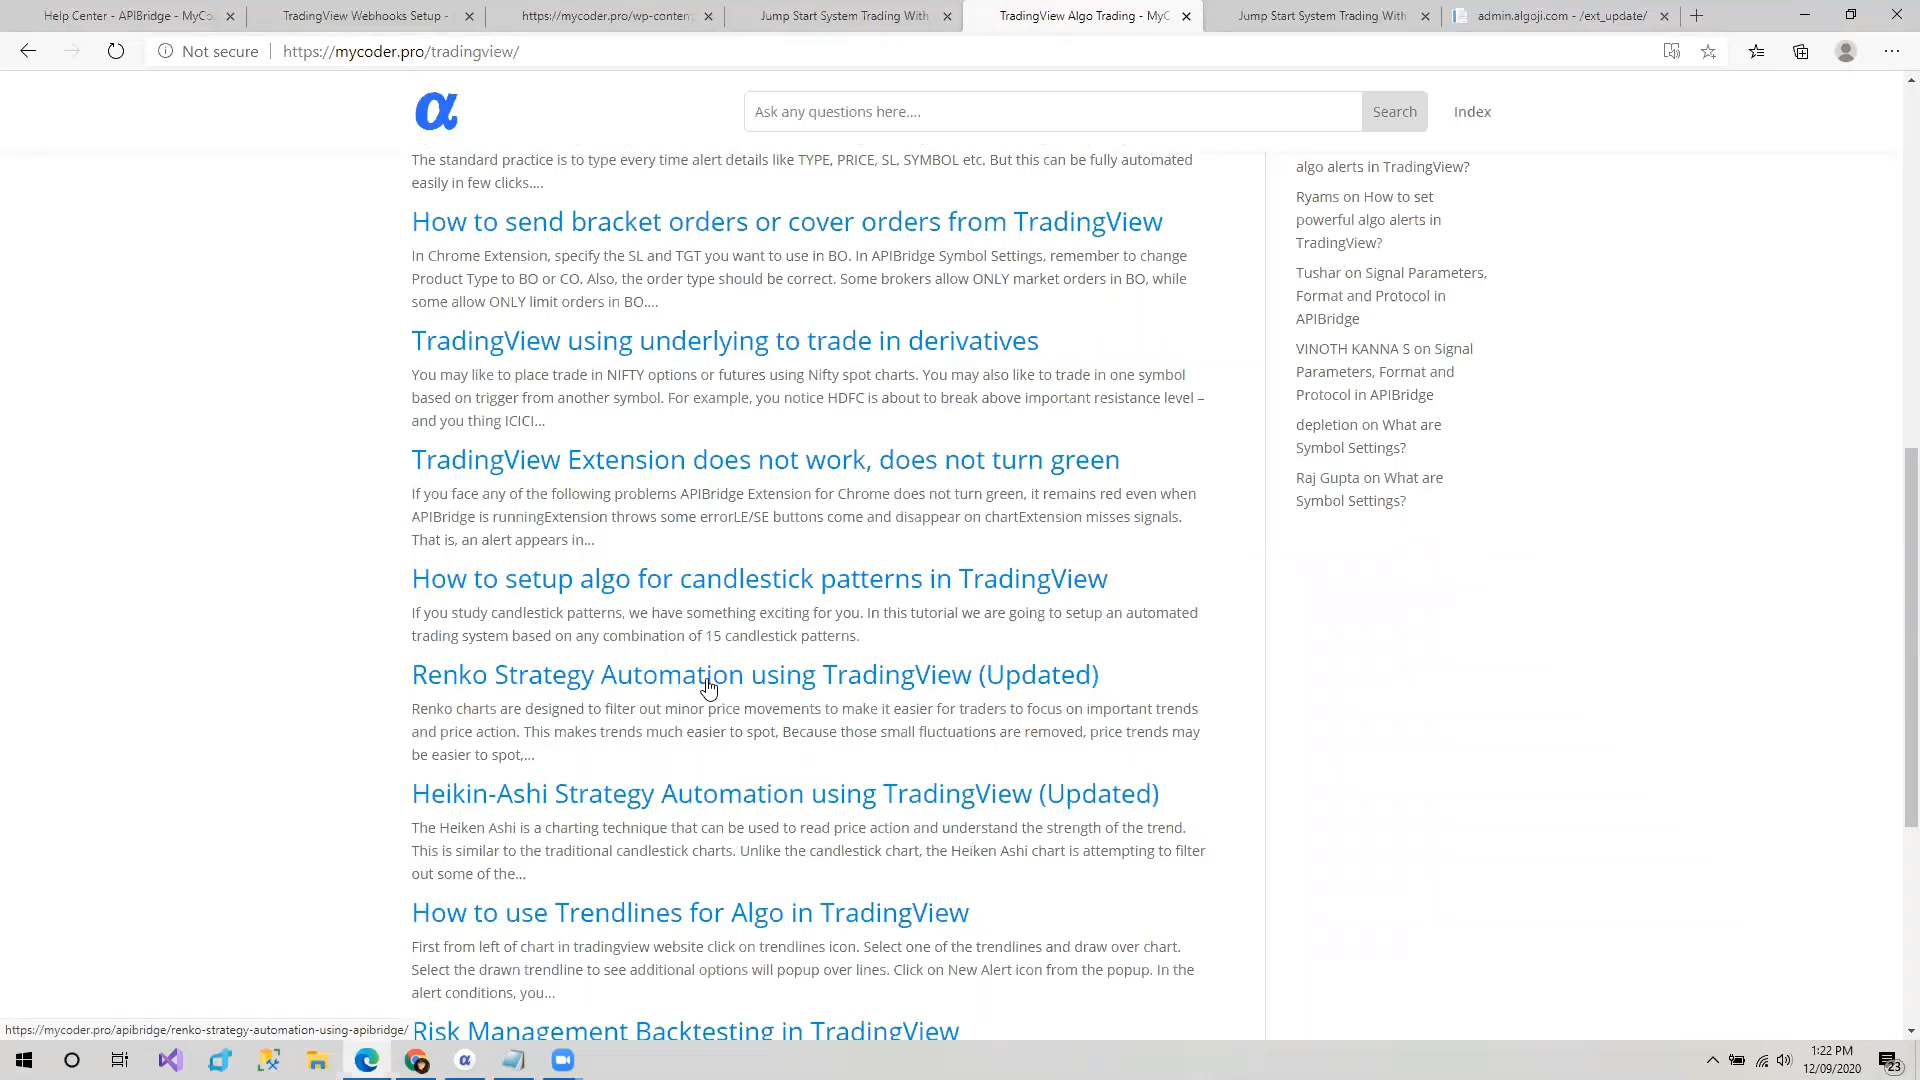 Help Center - APIBridge - MyCo
TradingView Webhooks Setup -
https://mycoder.pro/wp-conten
Jump Start System Trading With
TradingView Algo Trading - MyC
Jump Start System Trading With
admin.algoji.com - /ext_update/
Not secure
https://mycoder.pro/tradingview/
α
Ask any questions here....
Search
Index
The standard practice is to type every time alert details like TYPE, PRICE, SL, SYMBOL etc. But this can be fully automated
easily in few clicks....
How to send bracket orders or cover orders from TradingView
In Chrome Extension, specify the SL and TGT you want to use in BO. In APIBridge Symbol Settings, remember to change
Product Type to BO or CO. Also, the order type should be correct. Some brokers allow ONLY market orders in BO, while
some allow ONLY limit orders in BO....
TradingView using underlying to trade in derivatives
You may like to place trade in NIFTY options or futures using Nifty spot charts. You may also like to trade in one symbol
based on trigger from another symbol. For example, you notice HDFC is about to break above important resistance level –
and you thing ICICI...
TradingView Extension does not work, does not turn green
If you face any of the following problems APIBridge Extension for Chrome does not turn green, it remains red even when
APIBridge is runningExtension throws some errorLE/SE buttons come and disappear on chartExtension misses signals.
That is, an alert appears in...
How to setup algo for candlestick patterns in TradingView
If you study candlestick patterns, we have something exciting for you. In this tutorial we are going to setup an automated
trading system based on any combination of 15 candlestick patterns.
Renko Strategy Automation using TradingView (Updated)
Renko charts are designed to filter out minor price movements to make it easier for traders to focus on important trends
and price action. This makes trends much easier to spot, Because those small fluctuations are removed, price trends may
be easier to spot,...
Heikin-Ashi Strategy Automation using TradingView (Updated)
The Heiken Ashi is a charting technique that can be used to read price action and understand the strength of the trend.
This is similar to the traditional candlestick charts. Unlike the candlestick chart, the Heiken Ashi chart is attempting to filter
out some of the...
How to use Trendlines for Algo in TradingView
First from left of chart in tradingview website click on trendlines icon. Select one of the trendlines and draw over chart.
Select the drawn trendline to see additional options will popup over lines. Click on New Alert icon from the popup. In the
alert conditions, you...
Risk Management Backtesting in TradingView
algo alerts in TradingView?
Ryams on How to set
powerful algo alerts in
TradingView?
Tushar on Signal Parameters,
Format and Protocol in
APIBridge
VINOTH KANNA S on Signal
Parameters, Format and
Protocol in APIBridge
depletion on What are
Symbol Settings?
Raj Gupta on What are
Symbol Settings?
https://mycoder.pro/apibridge/renko-strategy-automation-using-apibridge/
1:22 PM
12/09/2020
23